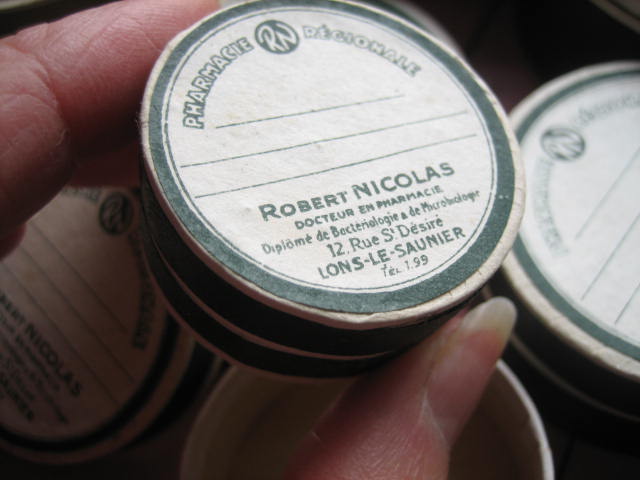 PHARMACIE RN RÉGIONALE
ROBERT NICOLAS
DOCTEUR EN PHARMACIE
Diplômé de Bactériologie & de Microbiologie
12, Rue St Désiré
LONS-LE-SAUNIER
TÉL. 1.99
NICOLAS
SAUNIER